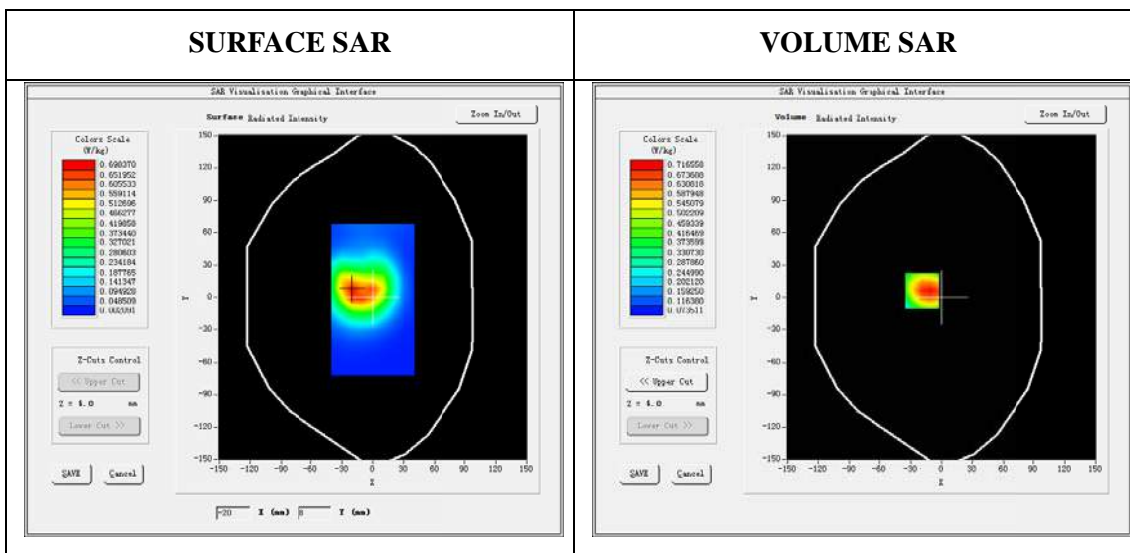 SURFACE SAR
SAR Visualisation Graphical Interface
Surface Radiated Intensity
Zoom In/Out
Colors Scale
(W/kg)
0.698370
0.651952
0.605533
0.559114
0.512696
0.466277
0.419858
0.373440
0.327021
0.280603
0.234184
0.187765
0.141347
0.094928
0.048509
0.002091
Z-Cuts Control
<< Upper Cut
Z = 4.0 mm
Lower Cut >>
SAVE Cancel
150
120
90
60
30
0
-30
-60
-90
-120
-150
Y
-150 -120 -90 -60 -30 0 30 60 90 120 150
X
-20 X (mm) 8 Y (mm)
VOLUME SAR
SAR Visualisation Graphical Interface
Volume Radiated Intensity
Zoom In/Out
Colors Scale
(W/kg)
0.716558
0.673688
0.630818
0.587948
0.545079
0.502209
0.459339
0.416469
0.373599
0.330730
0.287860
0.244990
0.202120
0.159250
0.116380
0.073511
Z-Cuts Control
<< Upper Cut
Z = 4.0 mm
Lower Cut >>
SAVE Cancel
150
120
90
60
30
0
-30
-60
-90
-120
-150
Y
-150 -120 -90 -60 -30 0 30 60 90 120 150
X